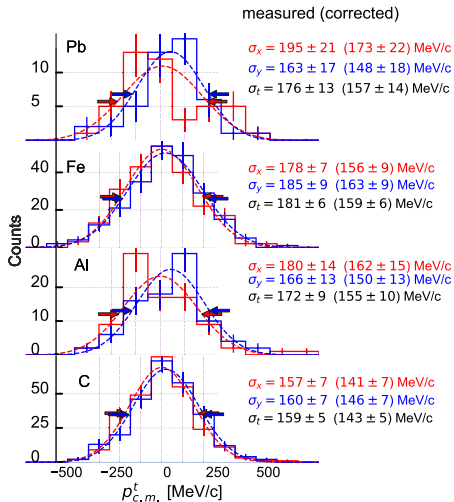 measured (corrected)
Pb
σx = 195 ± 21 (173 ± 22) MeV/c
σy = 163 ± 17 (148 ± 18) MeV/c
σt = 176 ± 13 (157 ± 14) MeV/c
10
5
Fe
σx = 178 ± 7 (156 ± 9) MeV/c
σy = 185 ± 9 (163 ± 9) MeV/c
σt = 181 ± 6 (159 ± 6) MeV/c
40
20
0
Counts
Al
σx = 180 ± 14 (162 ± 15) MeV/c
σy = 166 ± 13 (150 ± 13) MeV/c
σt = 172 ± 9 (155 ± 10) MeV/c
20
10
0
C
σx = 157 ± 7 (141 ± 7) MeV/c
σy = 160 ± 7 (146 ± 7) MeV/c
σt = 159 ± 5 (143 ± 5) MeV/c
50
25
0
−500 −250 0 250 500
p^t_c.m. [MeV/c]